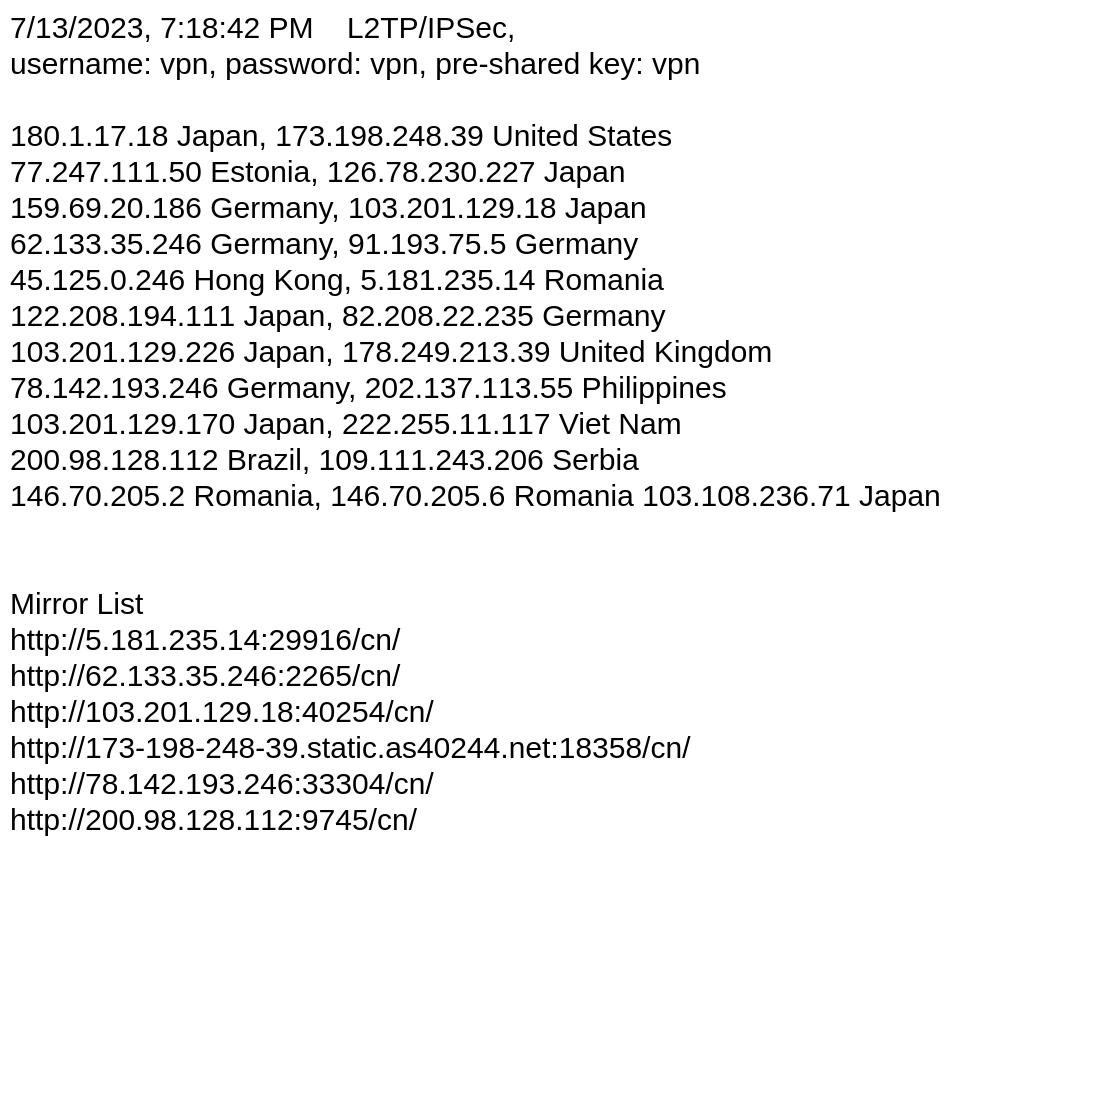 7/13/2023, 7:18:42 PM    L2TP/IPSec,
username: vpn, password: vpn, pre-shared key: vpn
180.1.17.18 Japan, 173.198.248.39 United States
77.247.111.50 Estonia, 126.78.230.227 Japan
159.69.20.186 Germany, 103.201.129.18 Japan
62.133.35.246 Germany, 91.193.75.5 Germany
45.125.0.246 Hong Kong, 5.181.235.14 Romania
122.208.194.111 Japan, 82.208.22.235 Germany
103.201.129.226 Japan, 178.249.213.39 United Kingdom
78.142.193.246 Germany, 202.137.113.55 Philippines
103.201.129.170 Japan, 222.255.11.117 Viet Nam
200.98.128.112 Brazil, 109.111.243.206 Serbia
146.70.205.2 Romania, 146.70.205.6 Romania 103.108.236.71 Japan
Mirror List
http://5.181.235.14:29916/cn/
http://62.133.35.246:2265/cn/
http://103.201.129.18:40254/cn/
http://173-198-248-39.static.as40244.net:18358/cn/
http://78.142.193.246:33304/cn/
http://200.98.128.112:9745/cn/